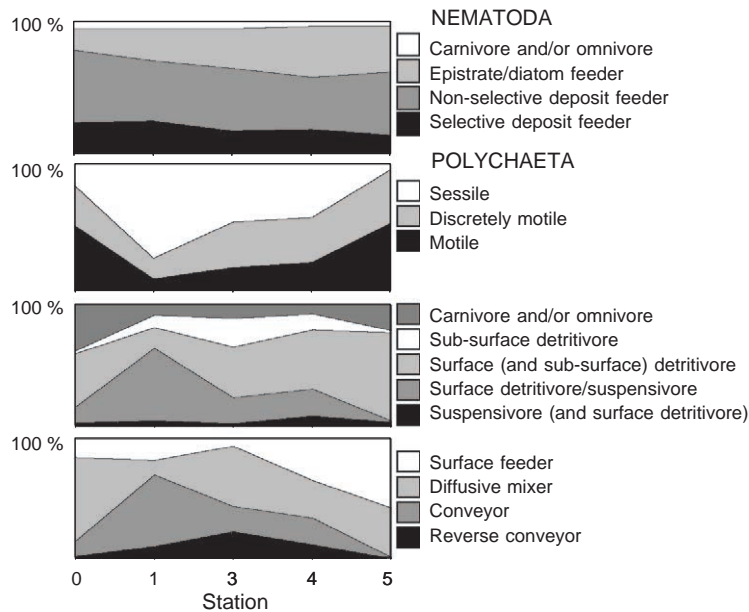 NEMATODA
100 %
Carnivore and/or omnivore
Epistrate/diatom feeder
Non-selective deposit feeder
Selective deposit feeder
POLYCHAETA
100 %
Sessile
Discretely motile
Motile
100 %
Carnivore and/or omnivore
Sub-surface detritivore
Surface (and sub-surface) detritivore
Surface detritivore/suspensivore
Suspensivore (and surface detritivore)
100 %
Surface feeder
Diffusive mixer
Conveyor
Reverse conveyor
0 1 3 4 5
Station